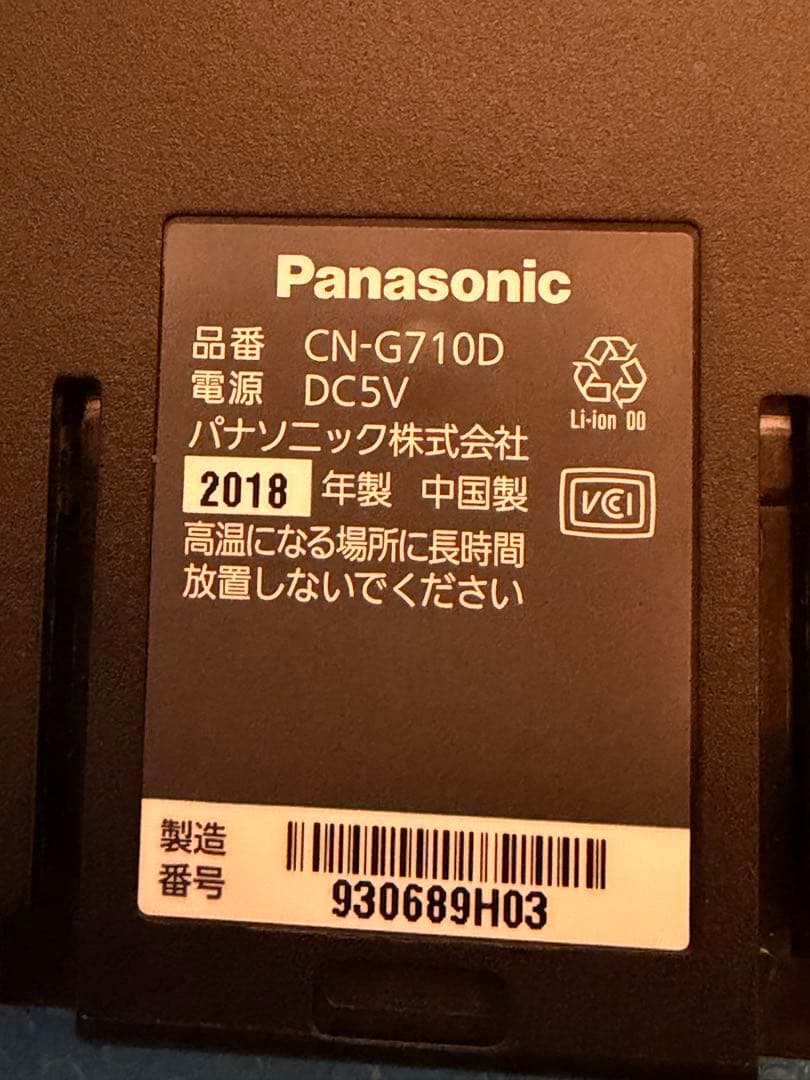 Panasonic
品番 CN-G710D
電源 DC5V
Li-ion 00
パナソニック株式会社
2018 年製 中国製
VCCI
高温になる場所に長時間
放置しないでください
製造
番号
930689H03